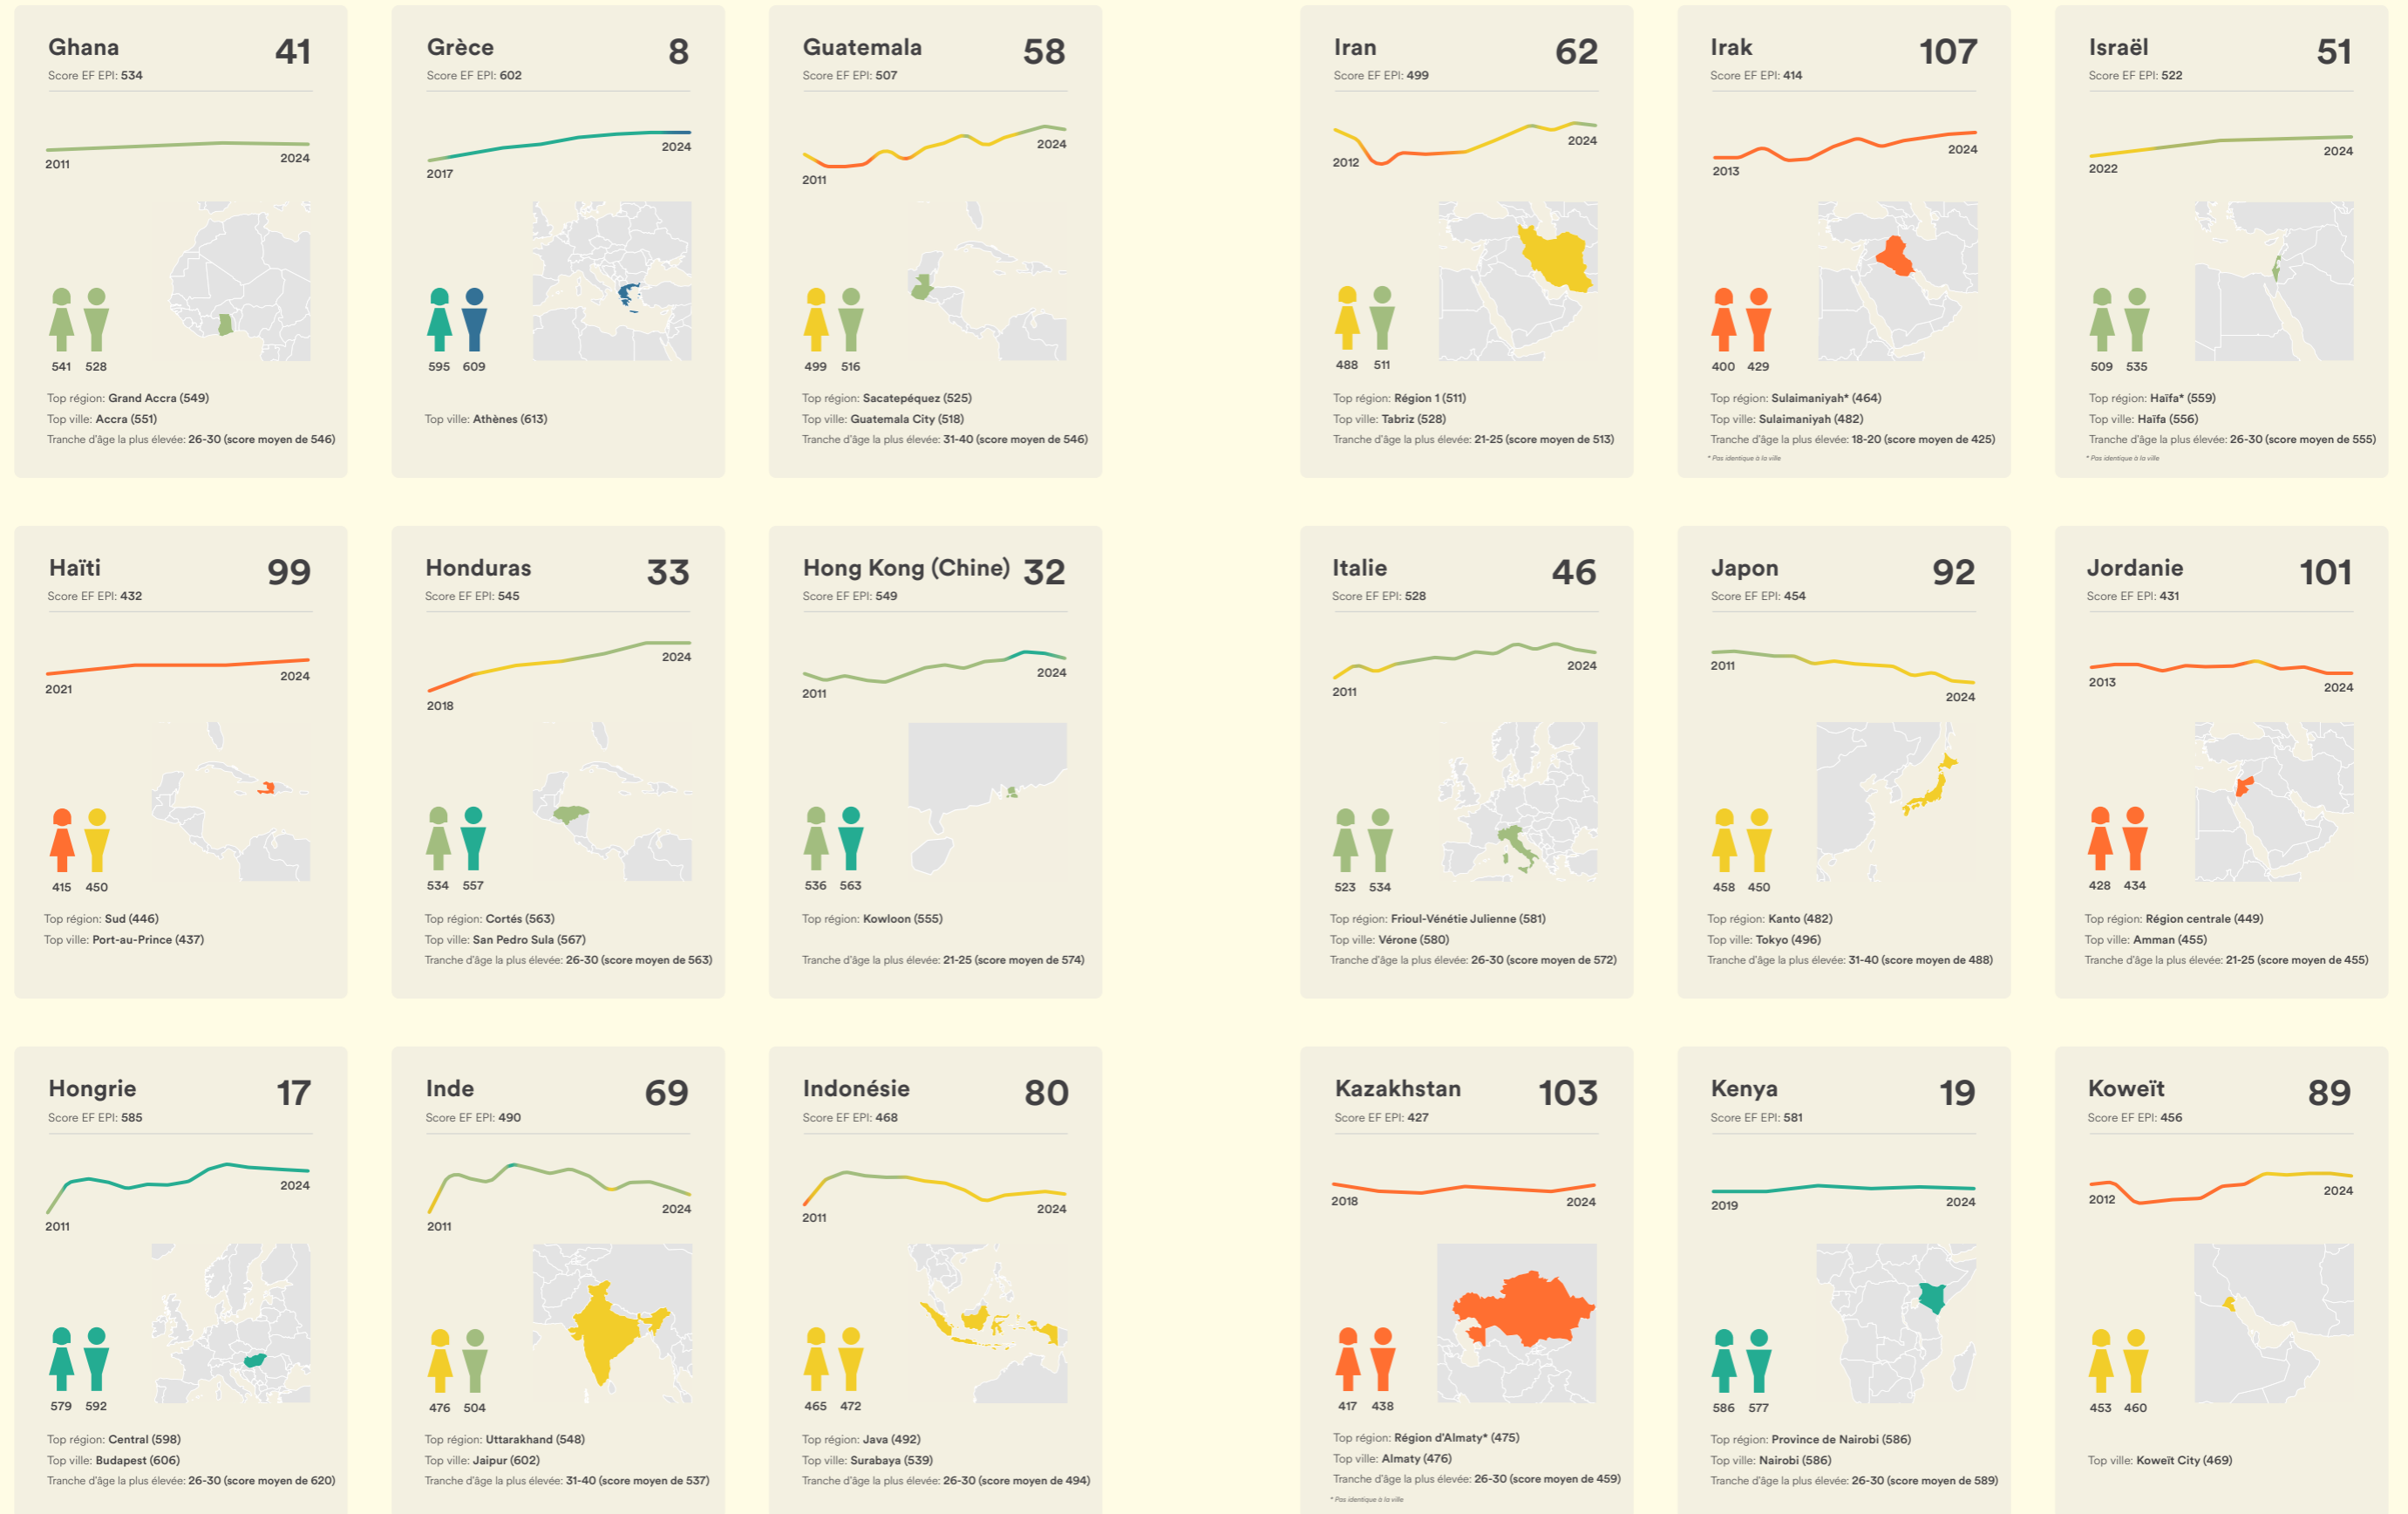 Ghana
41
Score EF EPI: 534
2011
2024
541 528
Top région: Grand Accra (549)
Top ville: Accra (551)
Tranche d'âge la plus élevée: 26-30 (score moyen de 546)
Grèce
8
Score EF EPI: 602
2017
2024
595 609
Top ville: Athènes (613)
Guatemala
58
Score EF EPI: 507
2011
2024
499 516
Top région: Sacatepéquez (525)
Top ville: Guatemala City (518)
Tranche d'âge la plus élevée: 31-40 (score moyen de 546)
Iran
62
Score EF EPI: 499
2012
2024
488 511
Top région: Région 1 (511)
Top ville: Tabriz (528)
Tranche d'âge la plus élevée: 21-25 (score moyen de 513)
Irak
107
Score EF EPI: 414
2013
2024
400 429
Top région: Sulaimaniyah* (464)
Top ville: Sulaimaniyah (482)
Tranche d'âge la plus élevée: 18-20 (score moyen de 425)
* Pas identique à la ville
Israël
51
Score EF EPI: 522
2022
2024
509 535
Top région: Haïfa* (559)
Top ville: Haïfa (556)
Tranche d'âge la plus élevée: 26-30 (score moyen de 555)
* Pas identique à la ville
Haïti
99
Score EF EPI: 432
2021
2024
415 450
Top région: Sud (446)
Top ville: Port-au-Prince (437)
Honduras
33
Score EF EPI: 545
2018
2024
534 557
Top région: Cortés (563)
Top ville: San Pedro Sula (567)
Tranche d'âge la plus élevée: 26-30 (score moyen de 563)
Hong Kong (Chine)
32
Score EF EPI: 549
2011
2024
536 563
Top région: Kowloon (555)
Tranche d'âge la plus élevée: 21-25 (score moyen de 574)
Italie
46
Score EF EPI: 528
2011
2024
523 534
Top région: Frioul-Vénétie Julienne (581)
Top ville: Vérone (580)
Tranche d'âge la plus élevée: 26-30 (score moyen de 572)
Japon
92
Score EF EPI: 454
2011
2024
458 450
Top région: Kanto (482)
Top ville: Tokyo (496)
Tranche d'âge la plus élevée: 31-40 (score moyen de 488)
Jordanie
101
Score EF EPI: 431
2013
2024
428 434
Top région: Région centrale (449)
Top ville: Amman (455)
Tranche d'âge la plus élevée: 21-25 (score moyen de 455)
Hongrie
17
Score EF EPI: 585
2011
2024
579 592
Top région: Central (598)
Top ville: Budapest (606)
Tranche d'âge la plus élevée: 26-30 (score moyen de 620)
Inde
69
Score EF EPI: 490
2011
2024
476 504
Top région: Uttarakhand (548)
Top ville: Jaipur (602)
Tranche d'âge la plus élevée: 31-40 (score moyen de 537)
Indonésie
80
Score EF EPI: 468
2011
2024
465 472
Top région: Java (492)
Top ville: Surabaya (539)
Tranche d'âge la plus élevée: 26-30 (score moyen de 494)
Kazakhstan
103
Score EF EPI: 427
2018
2024
417 438
Top région: Région d'Almaty* (475)
Top ville: Almaty (476)
Tranche d'âge la plus élevée: 26-30 (score moyen de 459)
* Pas identique à la ville
Kenya
19
Score EF EPI: 581
2019
2024
586 577
Top région: Province de Nairobi (586)
Top ville: Nairobi (586)
Tranche d'âge la plus élevée: 26-30 (score moyen de 589)
Koweït
89
Score EF EPI: 456
2012
2024
453 460
Top ville: Koweït City (469)